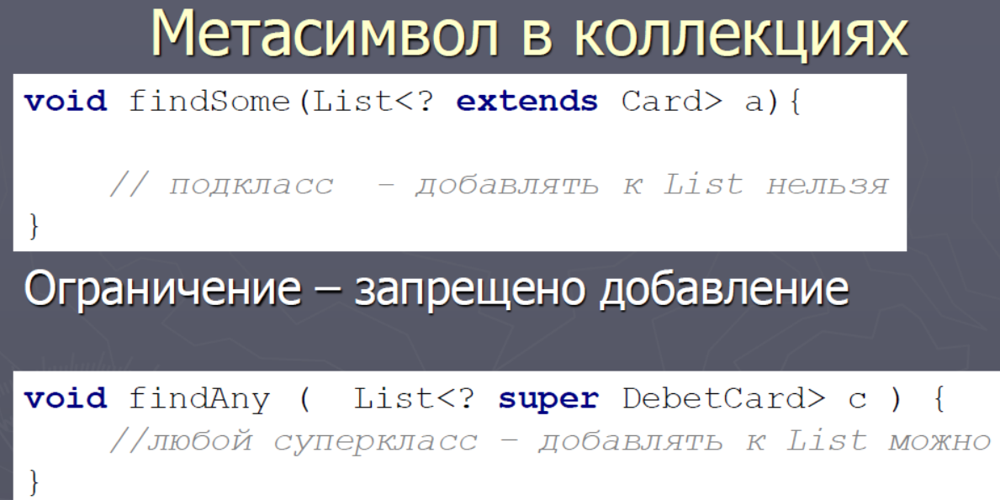 Метасимвол в коллекциях
void findSome(List<? extends Card> a){
// подкласс - добавлять к List нельзя
}
Ограничение – запрещено добавление
void findAny ( List<? super DebetCard> c ) {
//любой суперкласс - добавлять к List можно
}